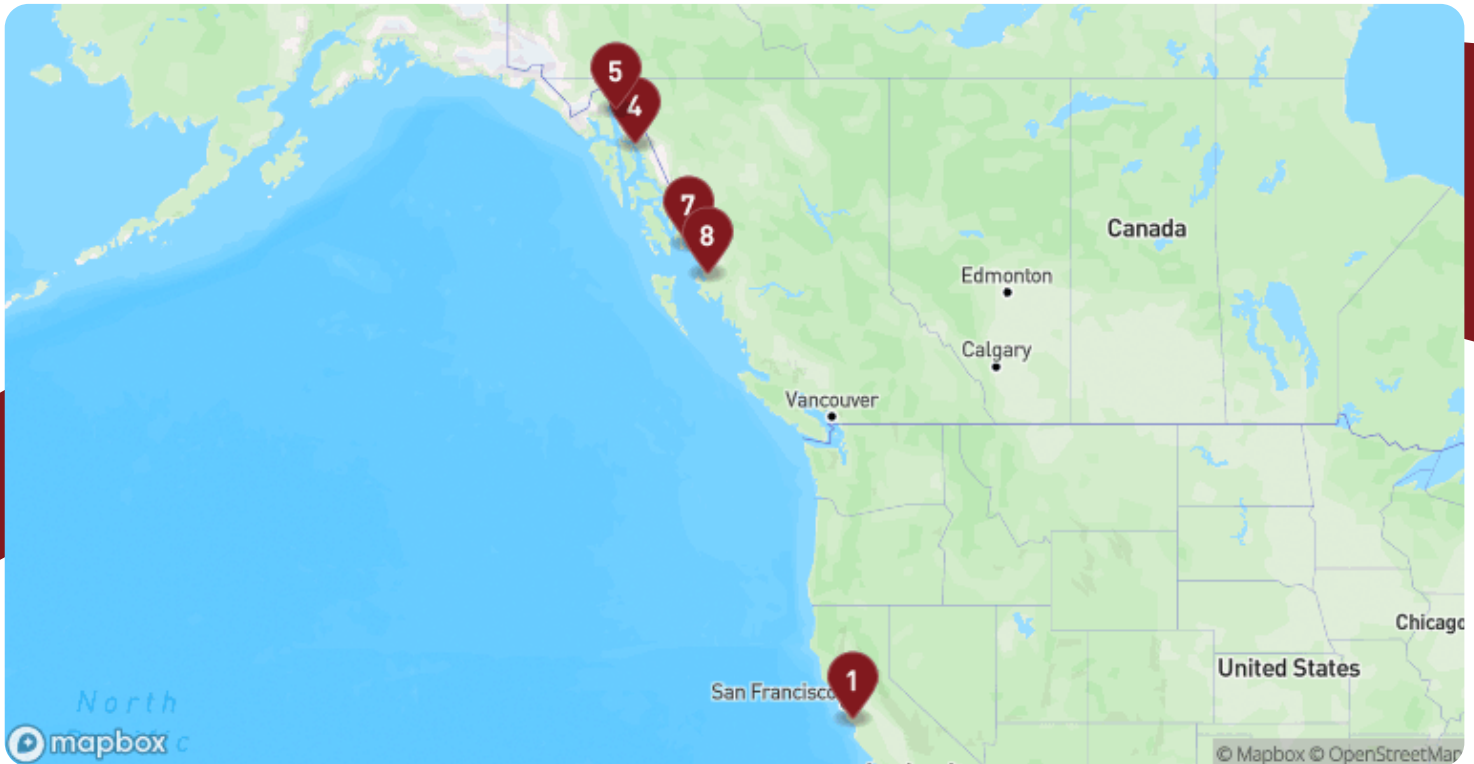 5
4
7
8
Canada
Edmonton
Calgary
Vancouver
Chicago
United States
San Francisco
1
North
mapbox
© Mapbox © OpenStreetMap